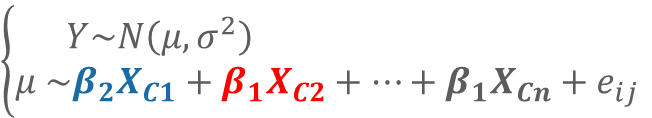 Y~N(μ, σ²)
μ ~β₂X_C1 + β₁X_C2 + ⋯ + β₁X_Cn + e_ij